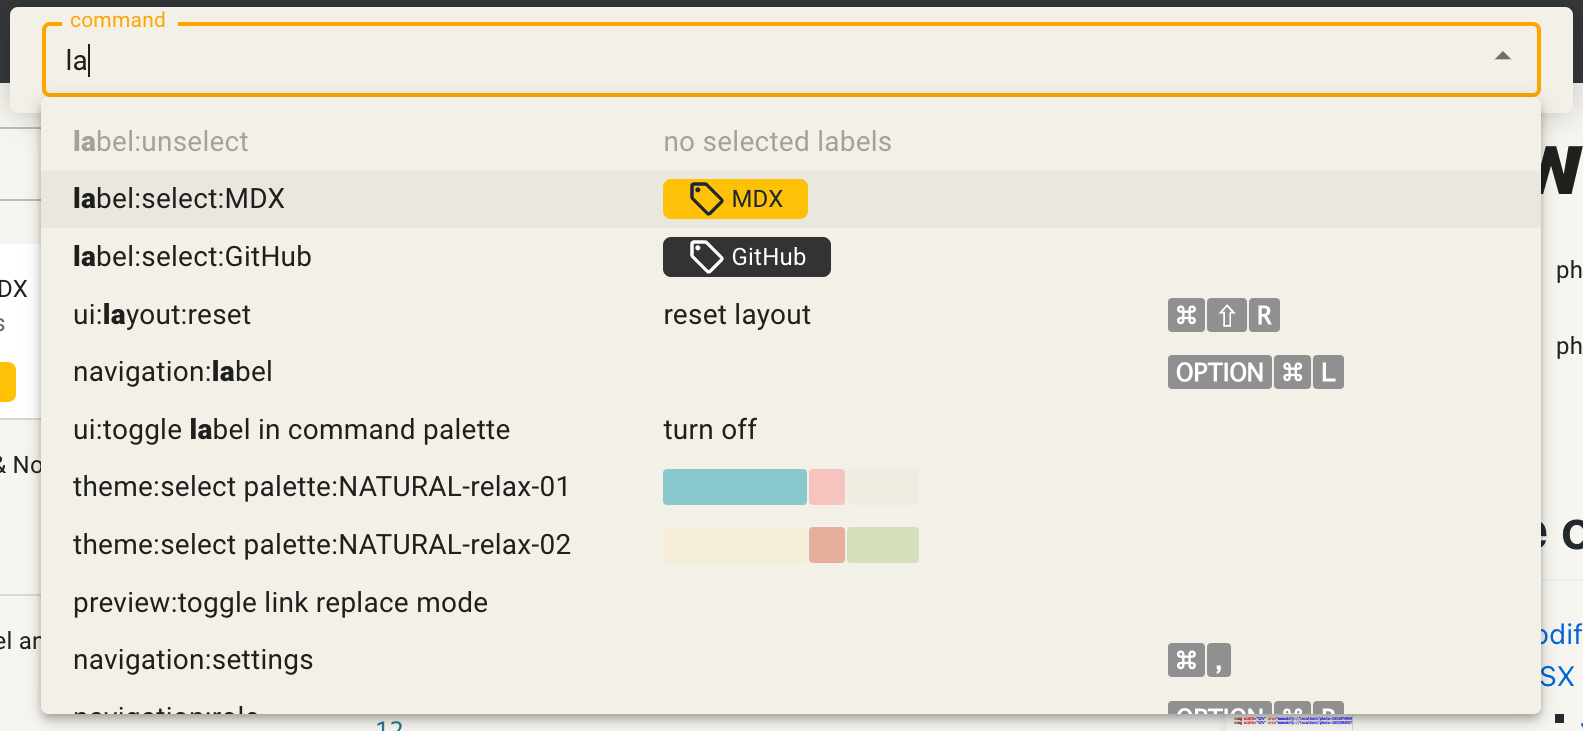 command
la
label:unselect no selected labels
label:select:MDX MDX
label:select:GitHub GitHub
ui:layout:reset reset layout ⌘ ⇧ R
navigation:label OPTION ⌘ L
ui:toggle label in command palette turn off
theme:select palette:NATURAL-relax-01
theme:select palette:NATURAL-relax-02
preview:toggle link replace mode
navigation:settings ⌘ ,
OPTION ⌘
DX
s
& No
el an
12
W
ph
ph
e c
odif
SX